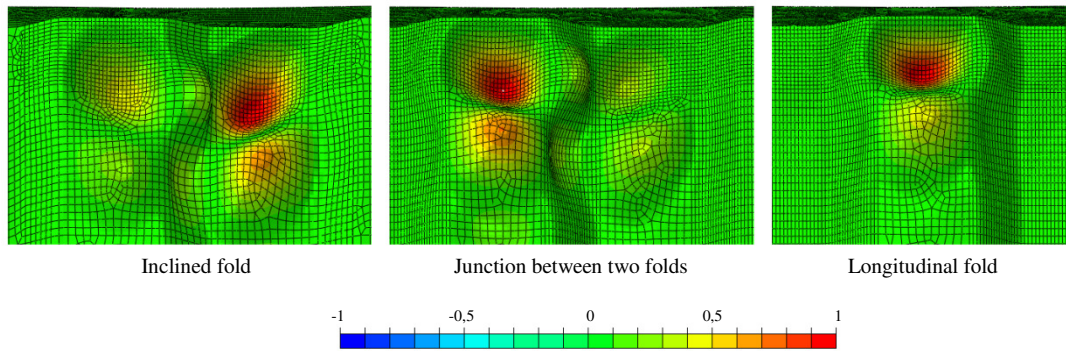 Inclined fold
Junction between two folds
Longitudinal fold
-1 -0,5 0 0,5 1